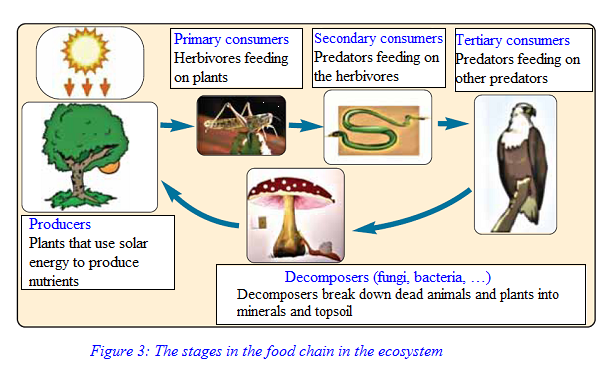 Primary consumers
Herbivores feeding
on plants
Secondary consumers
Predators feeding on
the herbivores
Tertiary consumers
Predators feeding on
other predators
Producers
Plants that use solar
energy to produce
nutrients
Decomposers (fungi, bacteria, …)
Decomposers break down dead animals and plants into
minerals and topsoil
Figure 3: The stages in the food chain in the ecosystem